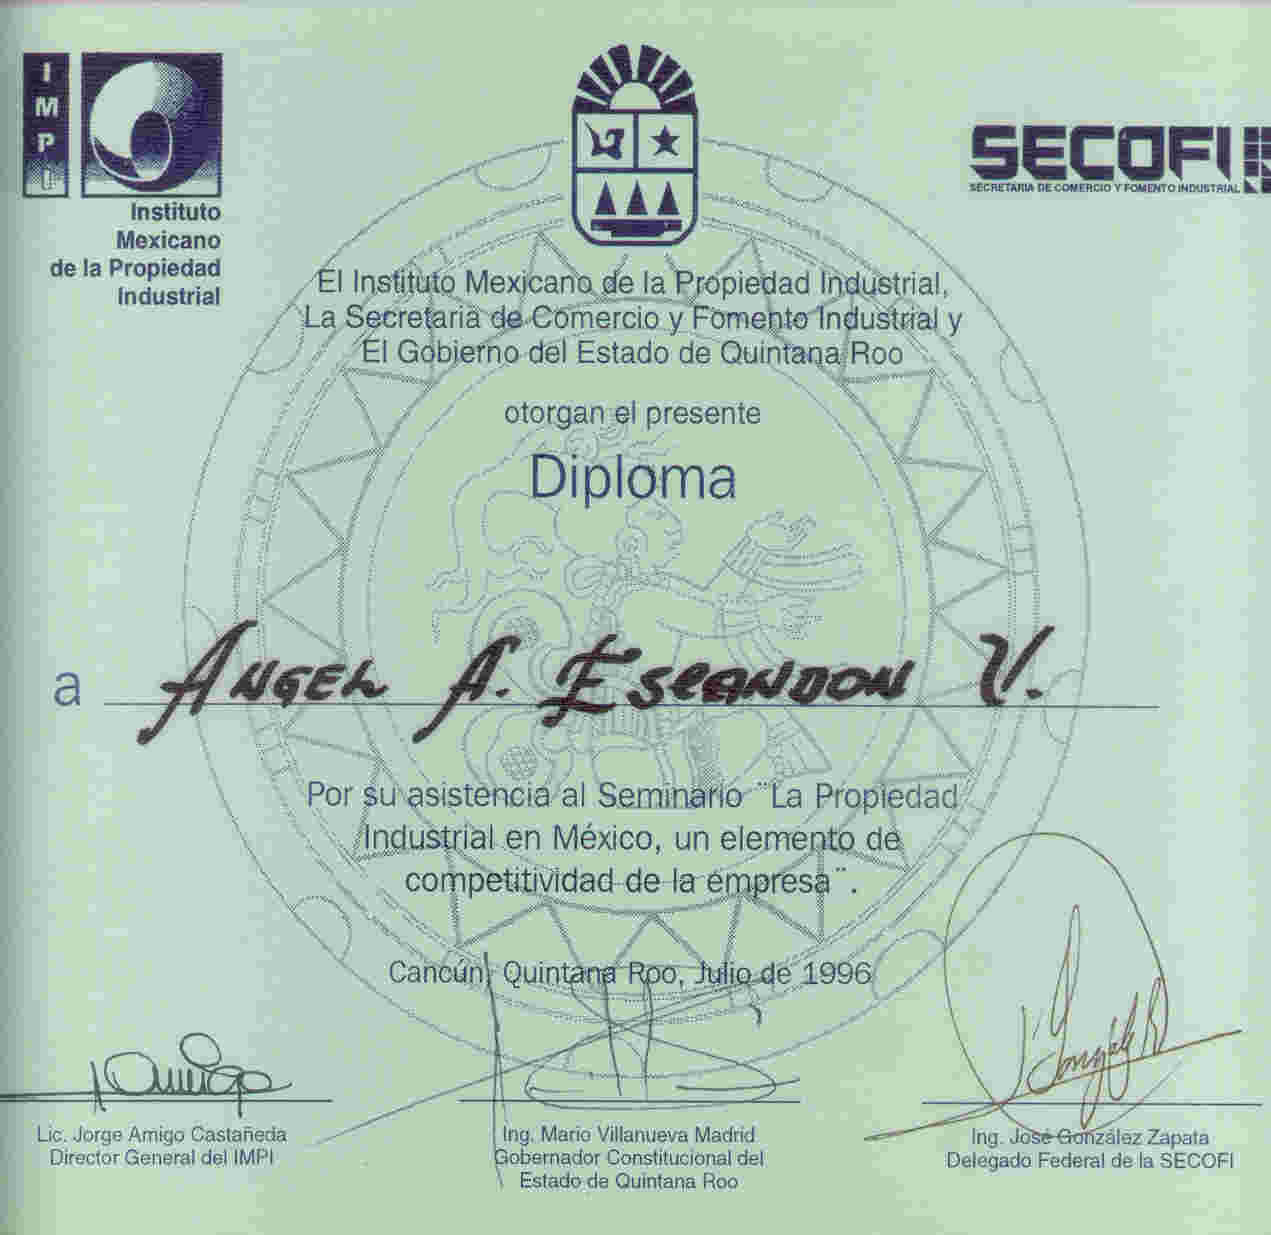 IMPI
Instituto
Mexicano
de la Propiedad
Industrial
SECOFI
SECRETARIA DE COMERCIO Y FOMENTO INDUSTRIAL
El Instituto Mexicano de la Propiedad Industrial,
La Secretaría de Comercio y Fomento Industrial y
El Gobierno del Estado de Quintana Roo
otorgan el presente
Diploma
a ANGEL A. ESCANDON V.
Por su asistencia al Seminario ¨La Propiedad
Industrial en México, un elemento de
competitividad de la empresa¨.
Cancún, Quintana Roo, Julio de 1996
Lic. Jorge Amigo Castañeda
Director General del IMPI
Ing. Mario Villanueva Madrid
Gobernador Constitucional del
Estado de Quintana Roo
Ing. José González Zapata
Delegado Federal de la SECOFI